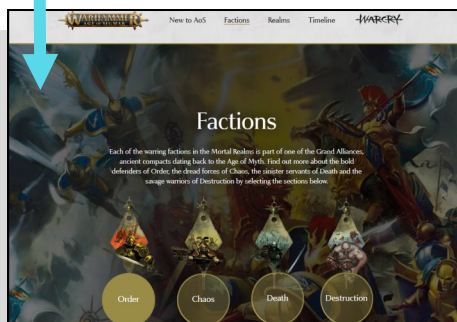 WARHAMMER
AGE OF SIGMAR
New to AoS Factions Realms Timeline WARCRY
Factions
Each of the warring factions in the Mortal Realms is part of one of the Grand Alliances,
ancient compacts dating back to the Age of Myth. Find out more about the bold
defenders of Order, the dread forces of Chaos, the sinister servants of Death and the
savage warriors of Destruction by selecting the sections below.
Order Chaos Death Destruction